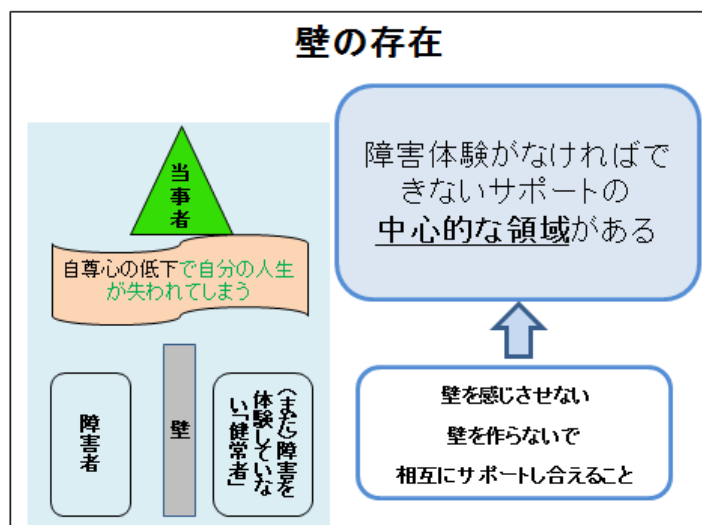 壁の存在
当事者
自尊心の低下で自分の人生
が失われてしまう
障害者
壁
(まだ)障害を
体験していな
い「健常者」
障害体験がなければで
きないサポートの
中心的な領域がある
壁を感じさせない
壁を作らないで
相互にサポートし合えること